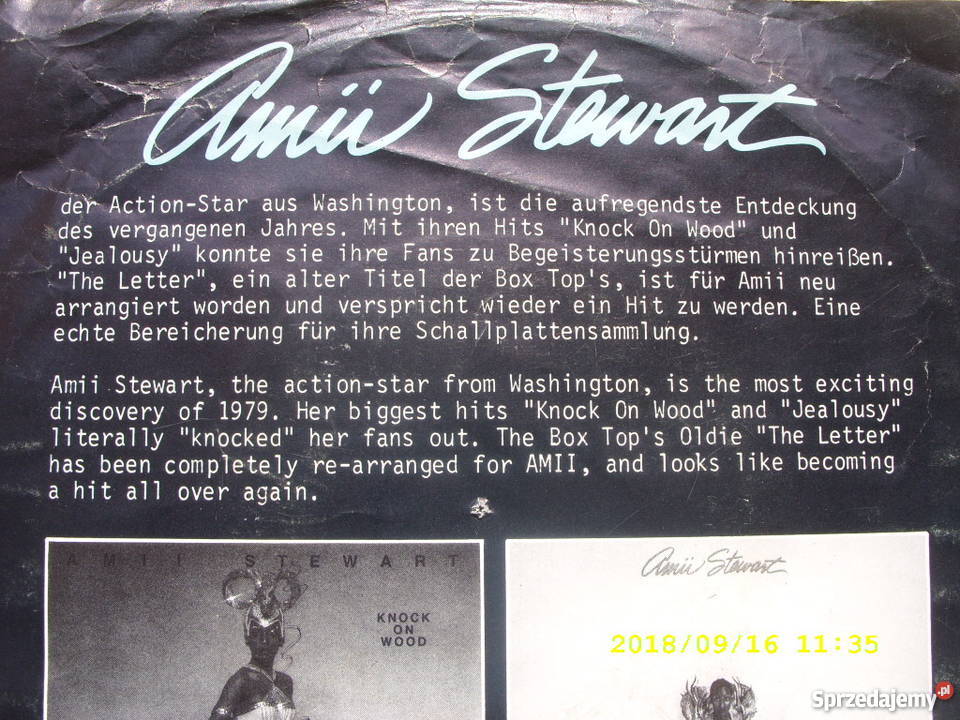 Amii Stewart
der Action-Star aus Washington, ist die aufregendste Entdeckung
des vergangenen Jahres. Mit ihren Hits "Knock On Wood" und
"Jealousy" konnte sie ihre Fans zu Begeisterungsstürmen hinreißen.
"The Letter", ein alter Titel der Box Top's, ist für Amii neu
arrangiert worden und verspricht wieder ein Hit zu werden. Eine
echte Bereicherung für ihre Schallplattensammlung.
Amii Stewart, the action-star from Washington, is the most exciting
discovery of 1979. Her biggest hits "Knock On Wood" and "Jealousy"
literally "knocked" her fans out. The Box Top's Oldie "The Letter"
has been completely re-arranged for AMII, and looks like becoming
a hit all over again.
AMII STEWART
KNOCK
ON
WOOD
Amii Stewart
2018/09/16 11:35
Sprzedajemy.pl